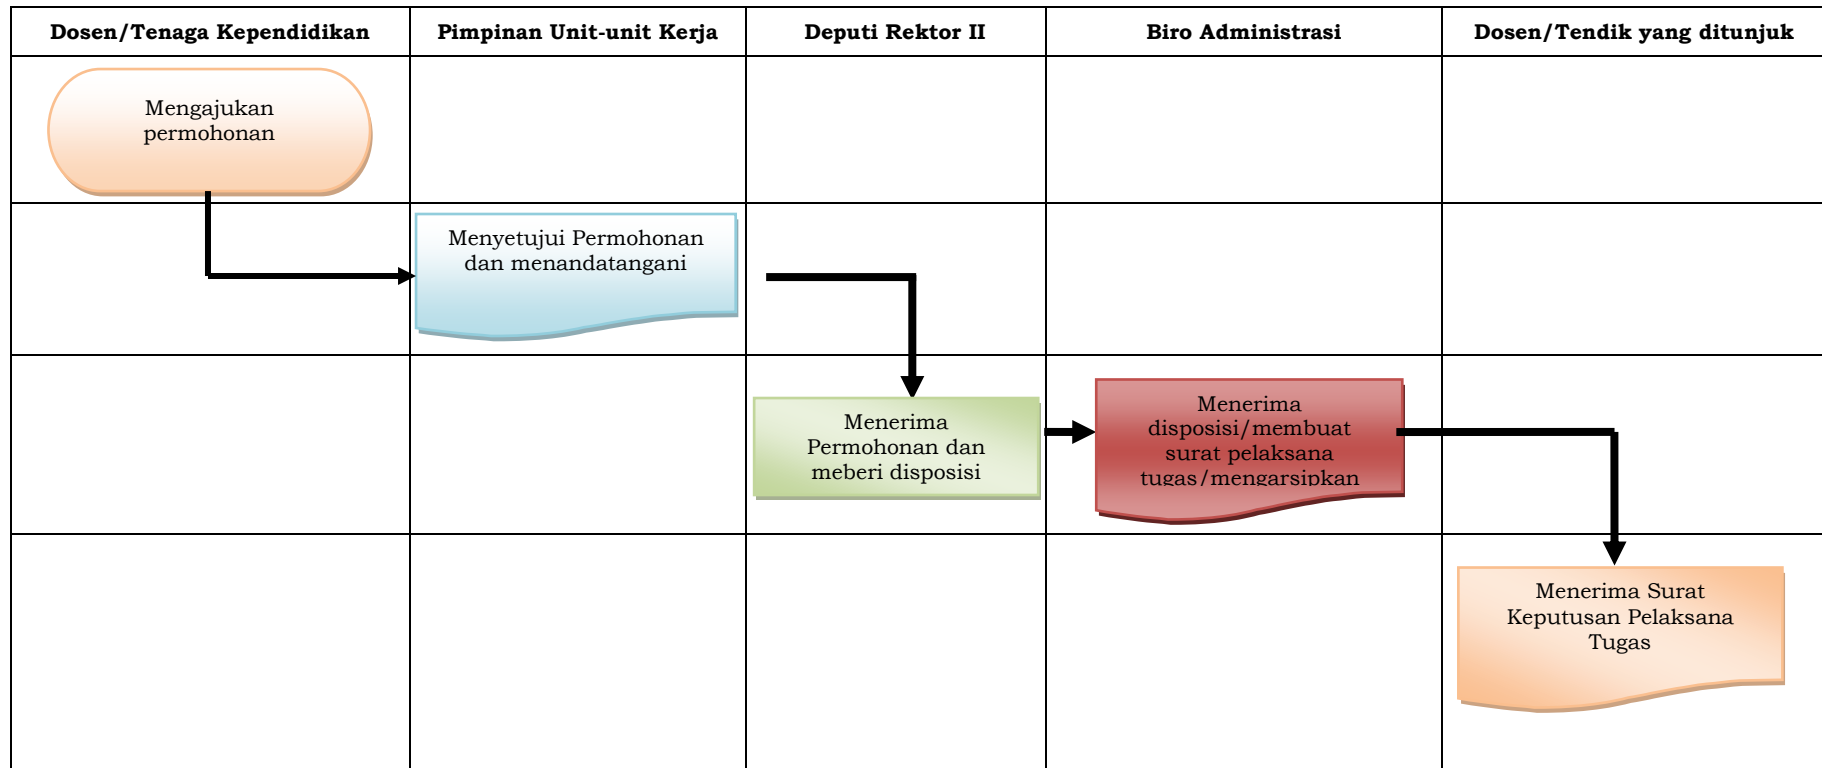 Dosen/Tenaga Kependidikan
Pimpinan Unit-unit Kerja
Deputi Rektor II
Biro Administrasi
Dosen/Tendik yang ditunjuk
Mengajukan
permohonan
Menyetujui Permohonan
dan menandatangani
Menerima
Permohonan dan
meberi disposisi
Menerima
disposisi/membuat
surat pelaksana
tugas/mengarsipkan
Menerima Surat
Keputusan Pelaksana
Tugas